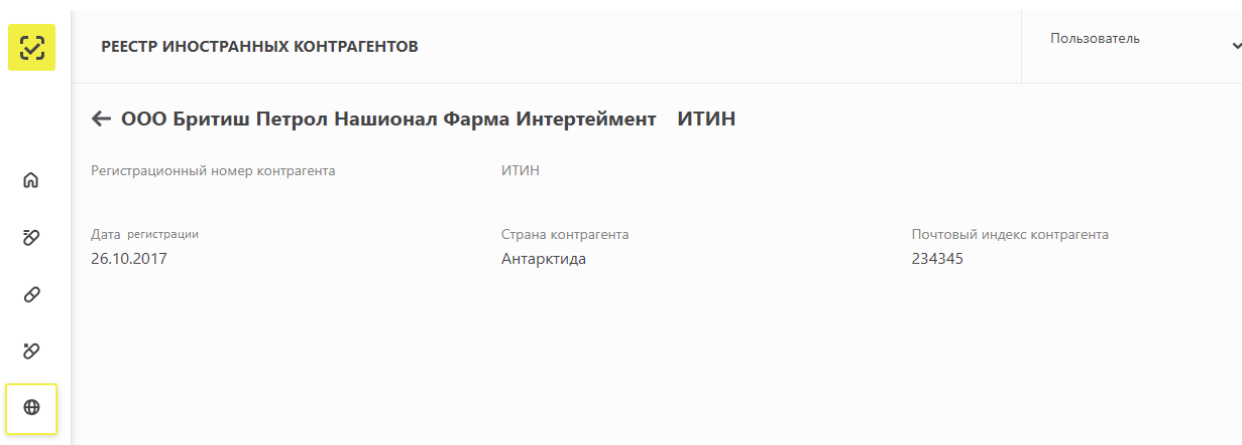 РЕЕСТР ИНОСТРАННЫХ КОНТРАГЕНТОВ
Пользователь
ООО Бритиш Петрол Нашионал Фарма Интертеймент ИТИН
Регистрационный номер контрагента ИТИН
Дата регистрации Страна контрагента Почтовый индекс контрагента
26.10.2017 Антарктида 234345